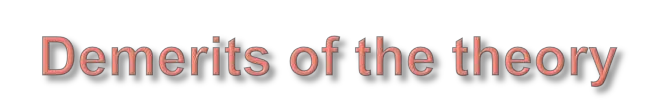 Demerits of the theory